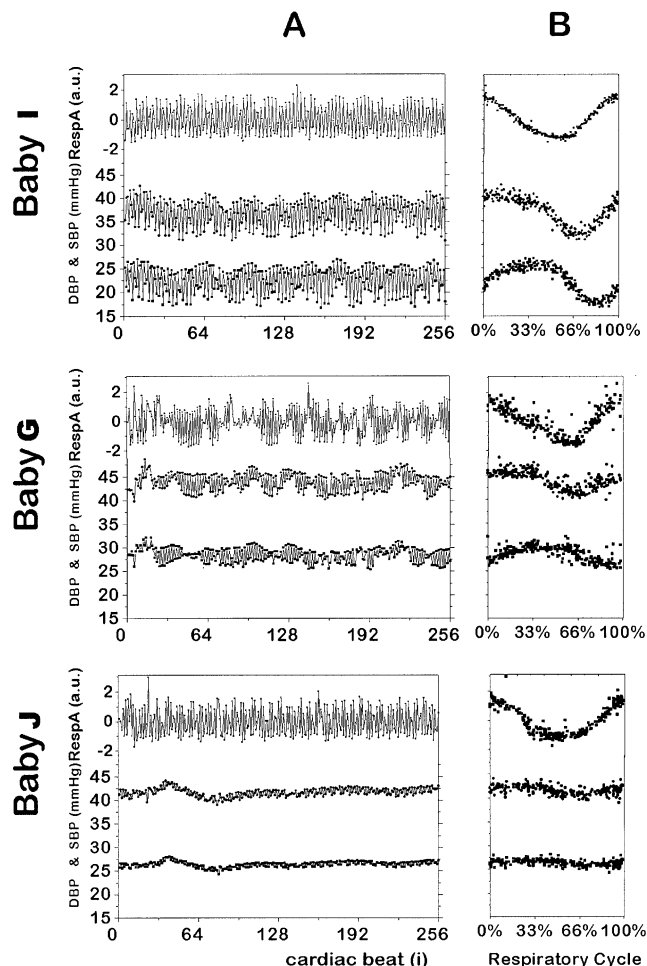 A B
Baby I
DBP & SBP (mmHg) RespA (a.u.)
2
0
-2
45
40
35
30
25
20
15
0 64 128 192 256
0% 33% 66% 100%
Baby G
DBP & SBP (mmHg) RespA (a.u.)
2
0
-2
45
40
35
30
25
20
15
0 64 128 192 256
0% 33% 66% 100%
Baby J
DBP & SBP (mmHg) RespA (a.u.)
2
0
-2
45
40
35
30
25
20
15
0 64 128 192 256
0% 33% 66% 100%
cardiac beat (i) Respiratory Cycle